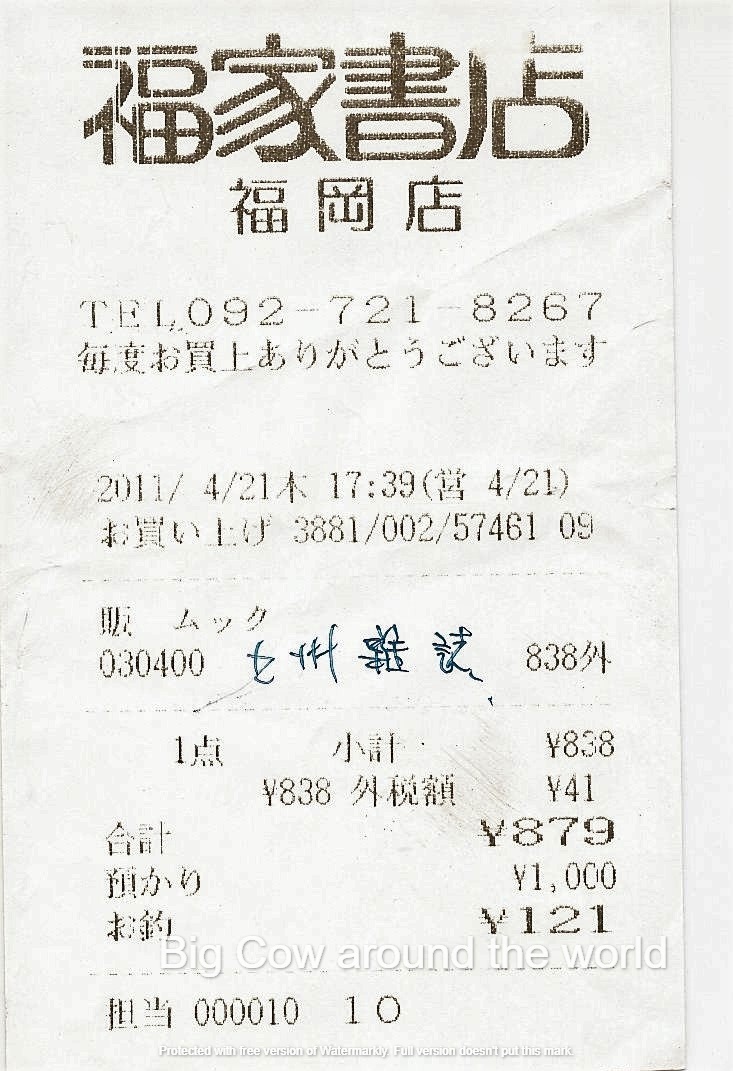 福家書店
福岡店
TEL092-721-8267
毎度お買上ありがとうございます
2011/ 4/21木 17:39(営 4/21)
お買い上げ 3881/002/57461 09
販 ムック
030400 七州雜誌 838外
1点 小計 ¥838
¥838 外税額 ¥41
合計 ¥879
預かり ¥1,000
お釣 ¥121
Big Cow around the world
担当 000010 10
Protected with free version of Watermarkly. Full version doesn't put this mark.